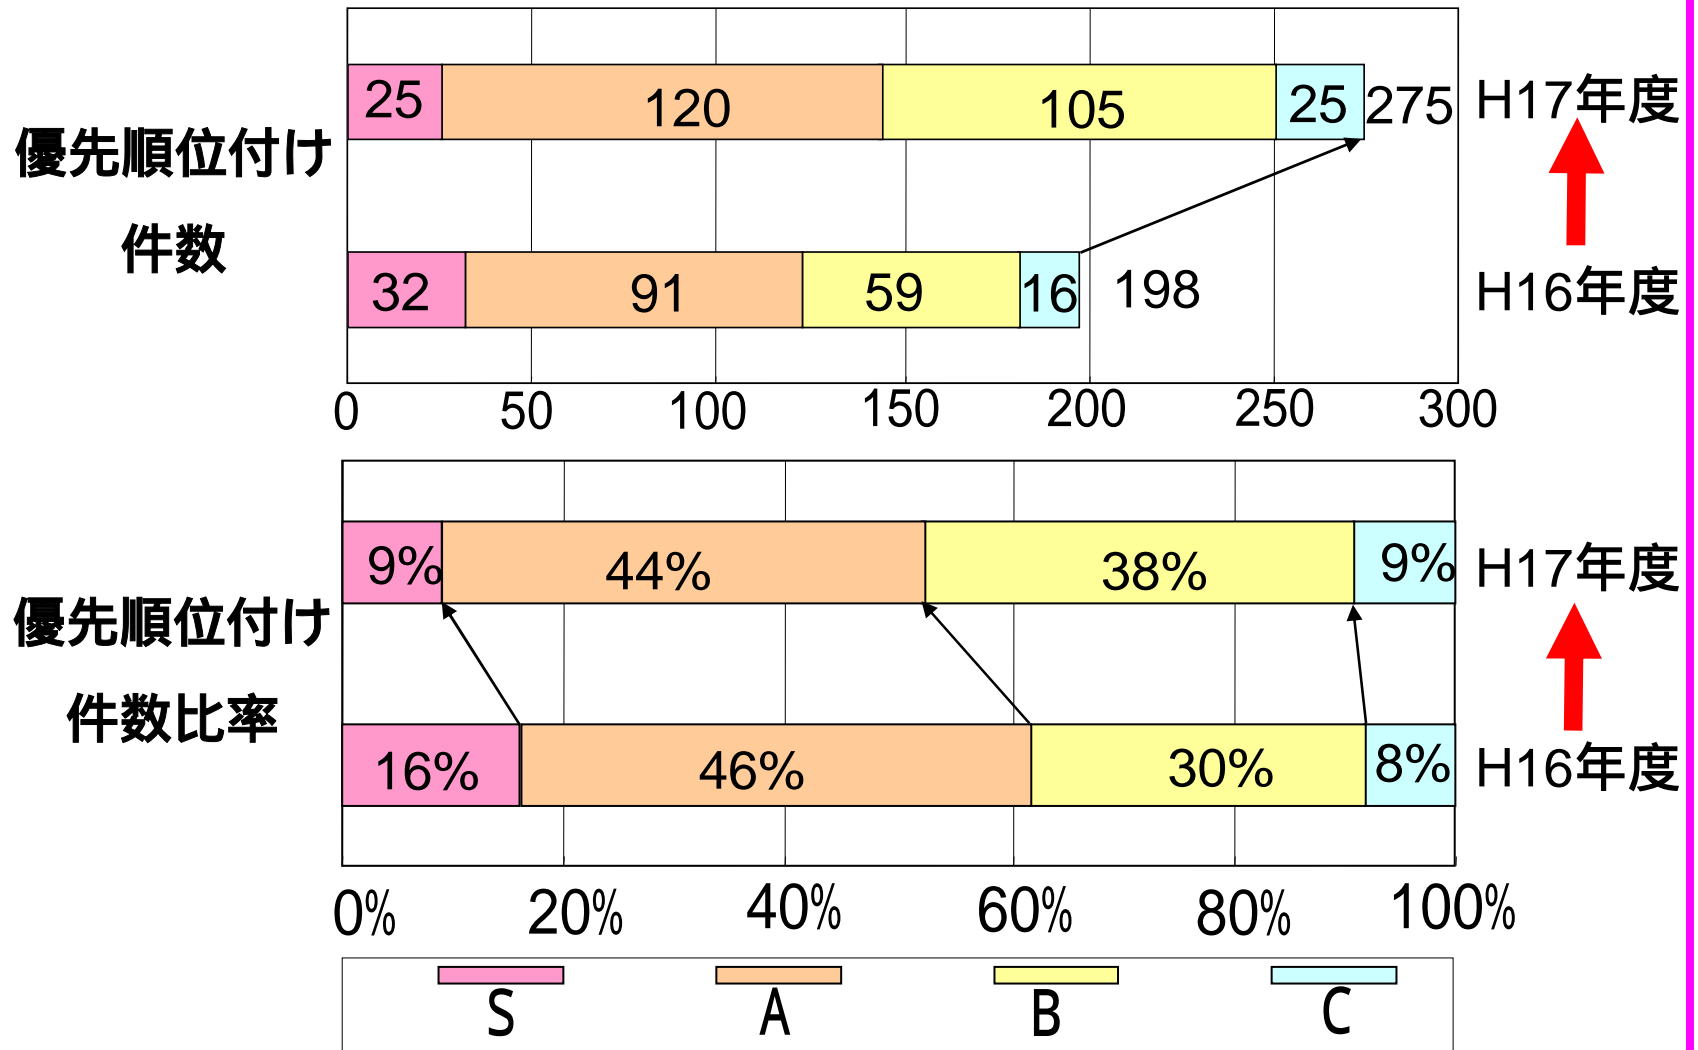 優先順位付け
件数
25 120 105 25 275 H17年度
32 91 59 16 198 H16年度
0 50 100 150 200 250 300
優先順位付け
件数比率
9% 44% 38% 9% H17年度
16% 46% 30% 8% H16年度
0% 20% 40% 60% 80% 100%
S A B C